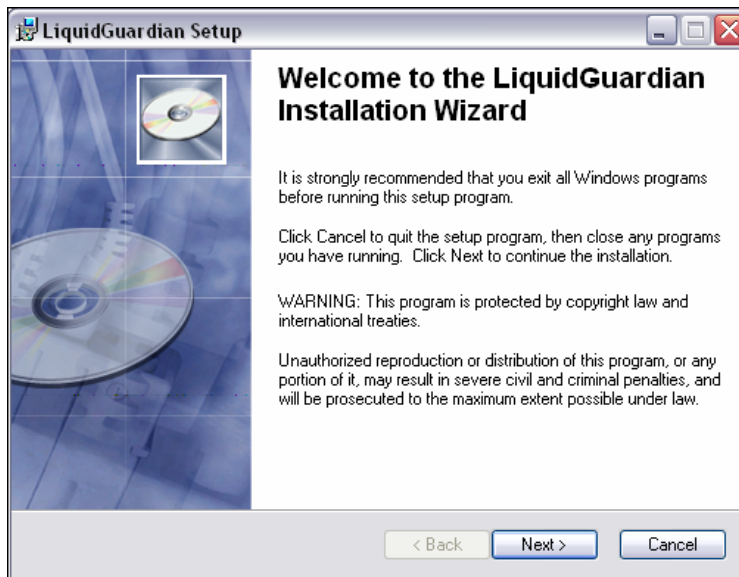 LiquidGuardian Setup
Welcome to the LiquidGuardian
Installation Wizard
It is strongly recommended that you exit all Windows programs
before running this setup program.
Click Cancel to quit the setup program, then close any programs
you have running. Click Next to continue the installation.
WARNING: This program is protected by copyright law and
international treaties.
Unauthorized reproduction or distribution of this program, or any
portion of it, may result in severe civil and criminal penalties, and
will be prosecuted to the maximum extent possible under law.
< Back
Next >
Cancel